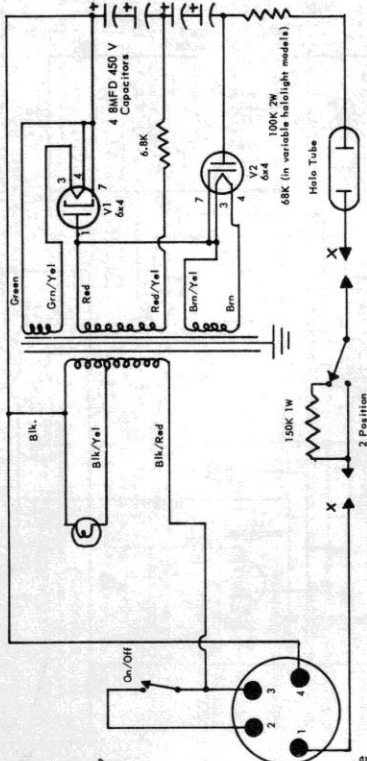 4 8MFD 450 V
Capacitors
6.8K
100K 2W
68K (in variable halolight models)
Halo Tube
3
4
7
1
V1
6x4
7
3
4
V2
6x4
Green
Grn/Yel
Red
Red/Yel
Brn/Yel
Brn
Blk.
Blk/Yel
Blk/Red
150K 1W
X
X
2 Position
On/Off
3
4
2
1